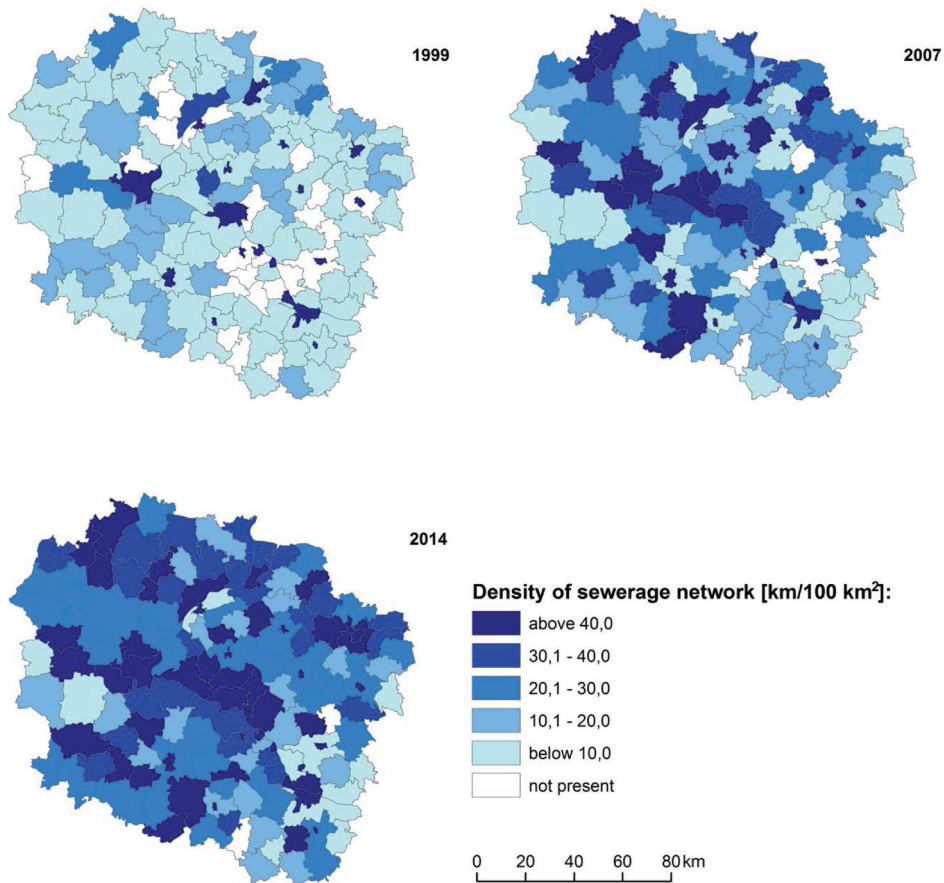 1999
2007
2014
Density of sewerage network [km/100 km²]:
above 40,0
30,1 - 40,0
20,1 - 30,0
10,1 - 20,0
below 10,0
not present
0 20 40 60 80 km